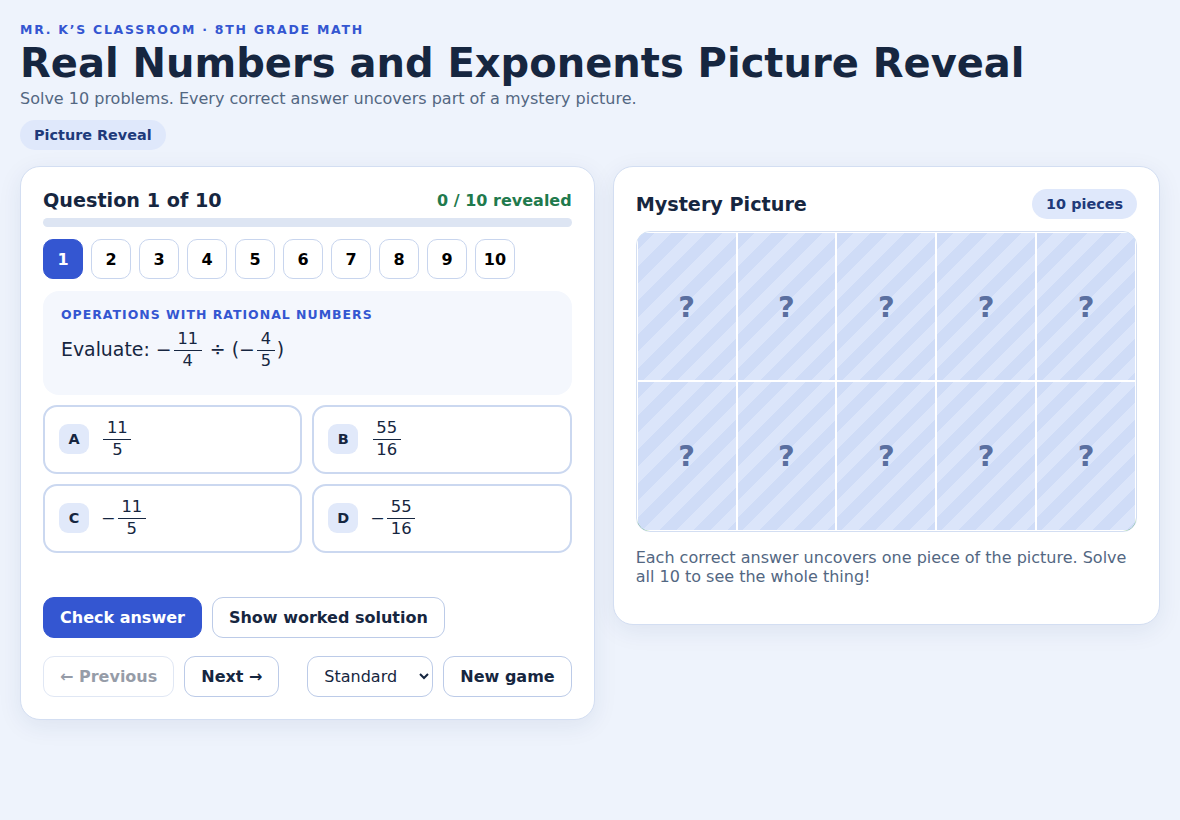 MR. K’S CLASSROOM · 8TH GRADE MATH
Real Numbers and Exponents Picture Reveal
Solve 10 problems. Every correct answer uncovers part of a mystery picture.
Picture Reveal
Question 1 of 10
0 / 10 revealed
1 2 3 4 5 6 7 8 9 10
OPERATIONS WITH RATIONAL NUMBERS
Evaluate: −11/4 ÷ (−4/5)
A 11/5
B 55/16
C −11/5
D −55/16
Check answer
Show worked solution
← Previous
Next →
Standard
New game
Mystery Picture
10 pieces
? ? ? ? ?
? ? ? ? ?
Each correct answer uncovers one piece of the picture. Solve
all 10 to see the whole thing!